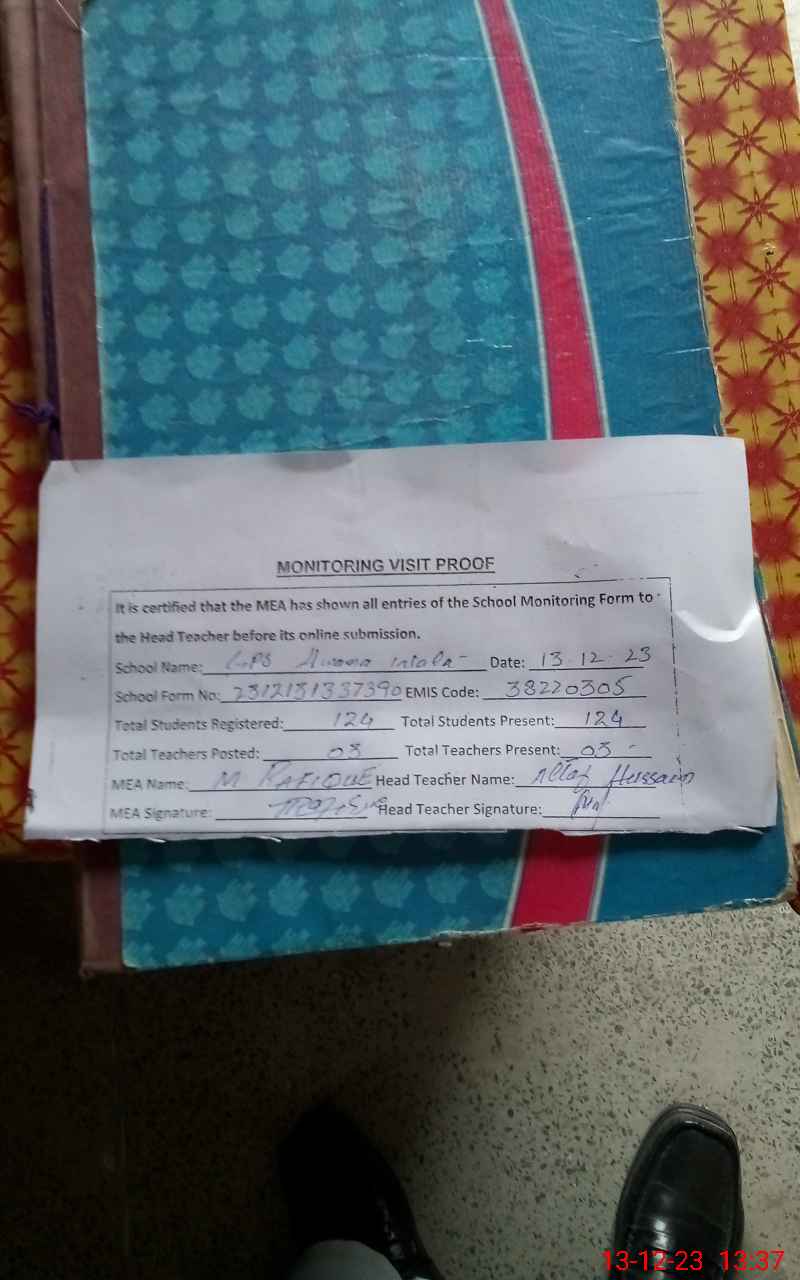 MONITORING VISIT PROOF
It is certified that the MEA has shown all entries of the School Monitoring Form to
the Head Teacher before its online submission.
School Name: GPS Date: 13-12-23
School Form No: 2312131337390 EMIS Code: 38220305
Total Students Registered: 124 Total Students Present: 124
Total Teachers Posted: 03 Total Teachers Present: 03
MEA Name: M RAFIQUE Head Teacher Name: Altaf Hussain
MEA Signature: Head Teacher Signature:
13-12-23 13:37